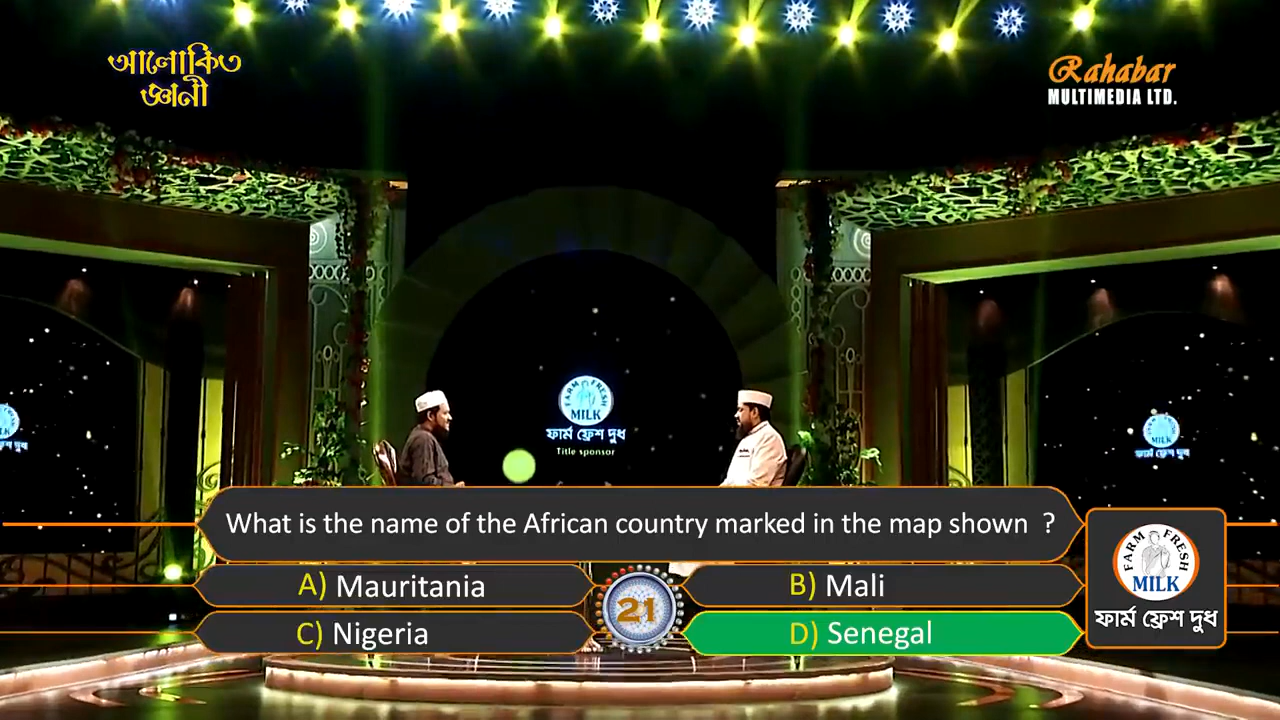 আলোকিত
জ্ঞানী
Rahabar
MULTIMEDIA LTD.
FARM FRESH
MILK
ফার্ম ফ্রেশ দুধ
Title sponsor
MILK
ফার্ম ফ্রেশ দুধ
What is the name of the African country marked in the map shown ?
A) Mauritania
B) Mali
C) Nigeria
D) Senegal
21
FARM FRESH
MILK
ফার্ম ফ্রেশ দুধ